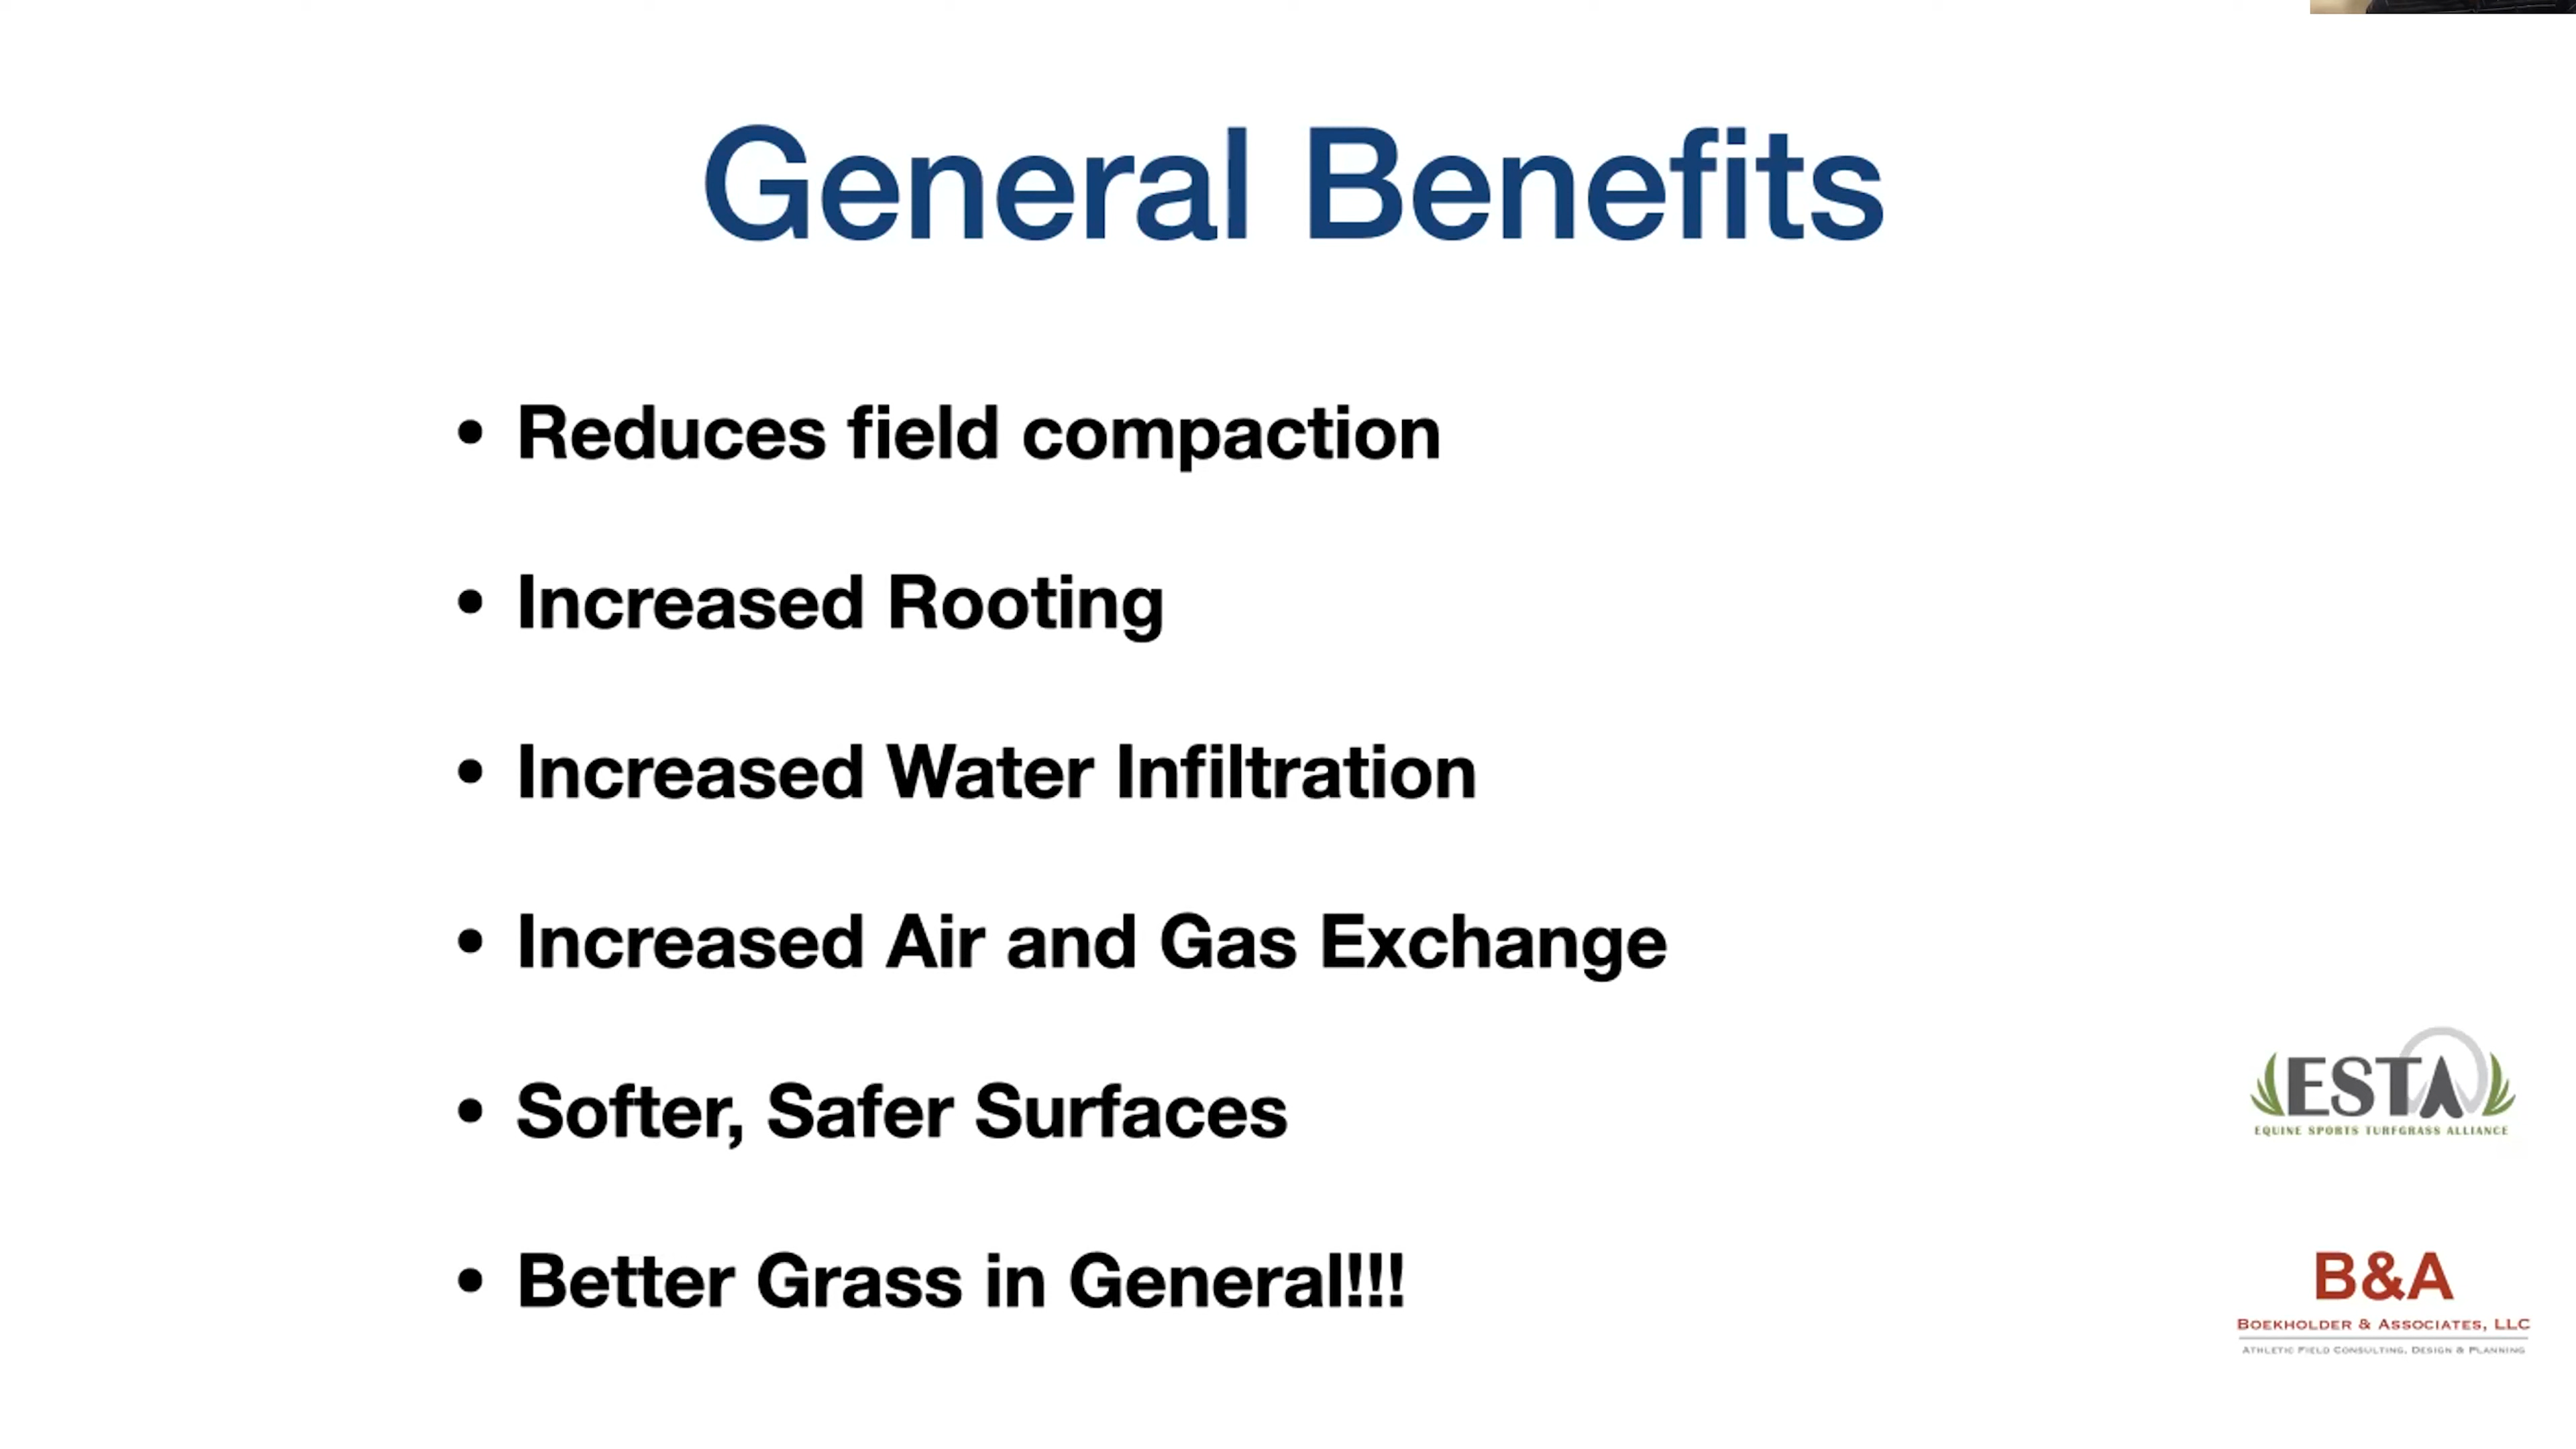 General Benefits
• Reduces field compaction
• Increased Rooting
• Increased Water Infiltration
• Increased Air and Gas Exchange
• Softer, Safer Surfaces
• Better Grass in General!!!
ESTA
EQUINE SPORTS TURFGRASS ALLIANCE
B&A
BOEKHOLDER & ASSOCIATES, LLC
ATHLETIC FIELD CONSULTING, DESIGN & PLANNING